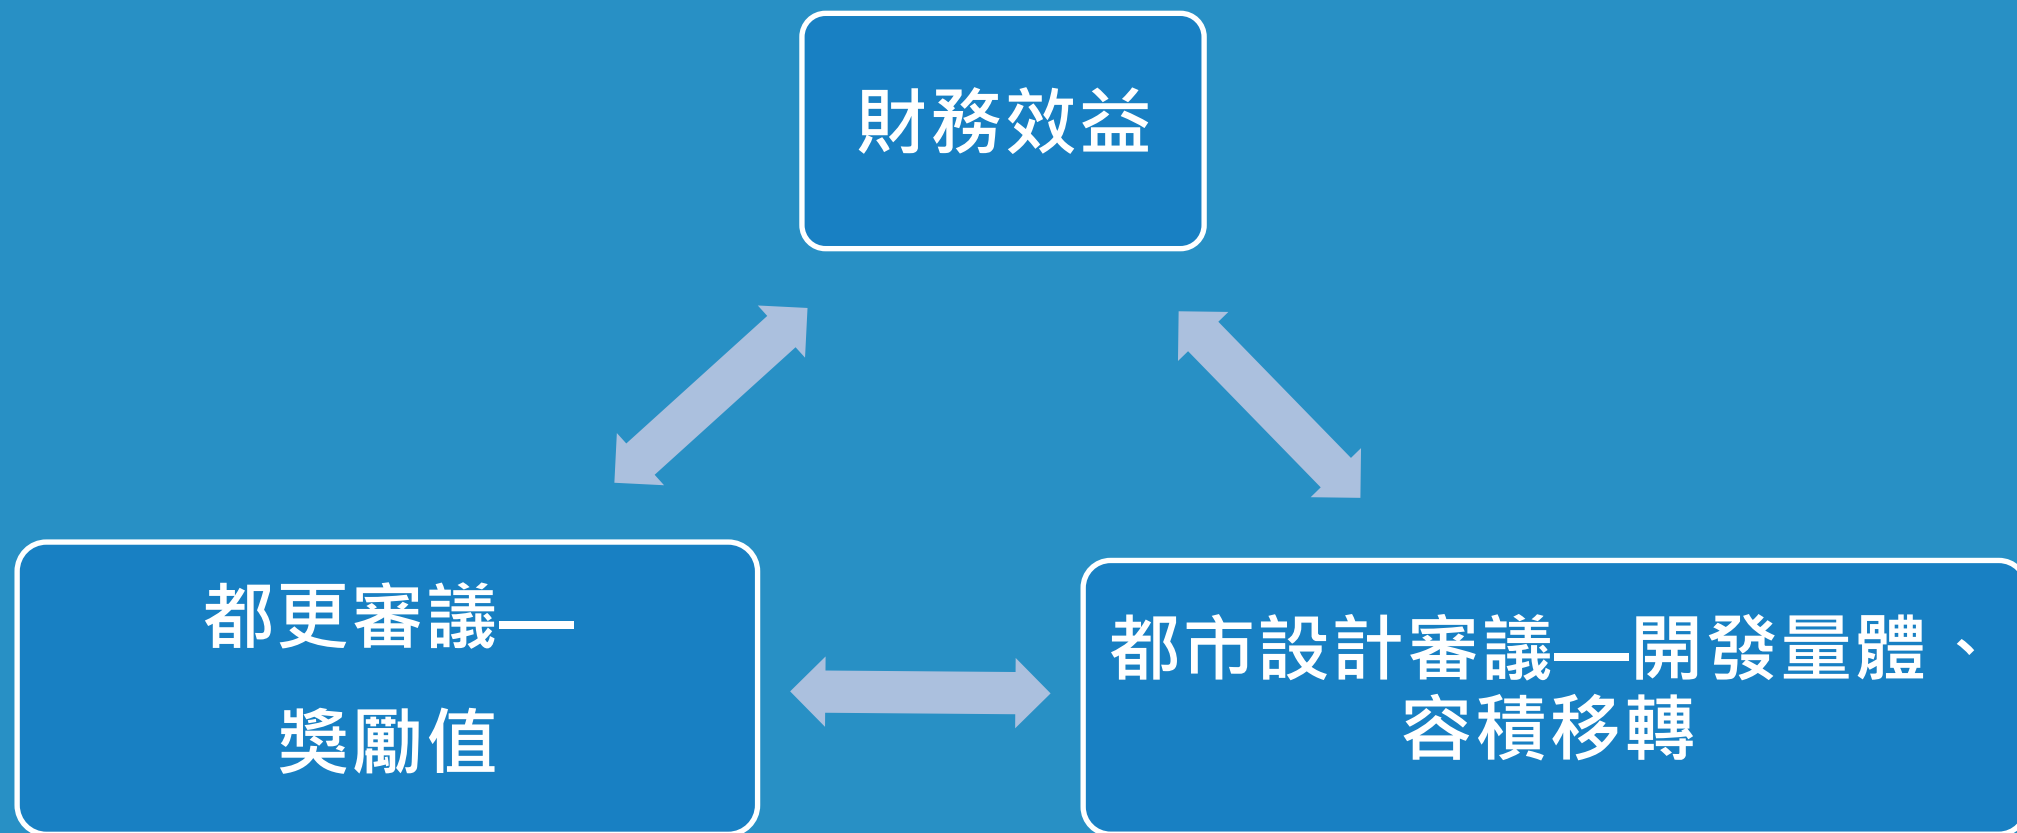 財務效益
都更審議—
獎勵值
都市設計審議—開發量體、
容積移轉